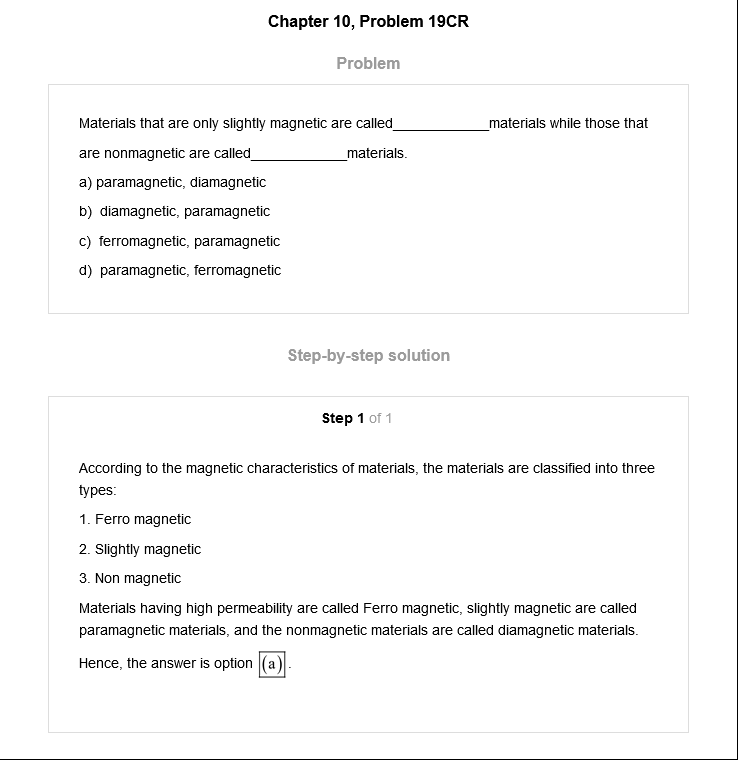 Chapter 10, Problem 19CR
Problem
Materials that are only slightly magnetic are called____________materials while those that
are nonmagnetic are called____________materials.
a) paramagnetic, diamagnetic
b) diamagnetic, paramagnetic
c) ferromagnetic, paramagnetic
d) paramagnetic, ferromagnetic
Step-by-step solution
Step 1 of 1
According to the magnetic characteristics of materials, the materials are classified into three
types:
1. Ferro magnetic
2. Slightly magnetic
3. Non magnetic
Materials having high permeability are called Ferro magnetic, slightly magnetic are called
paramagnetic materials, and the nonmagnetic materials are called diamagnetic materials.
Hence, the answer is option (a).